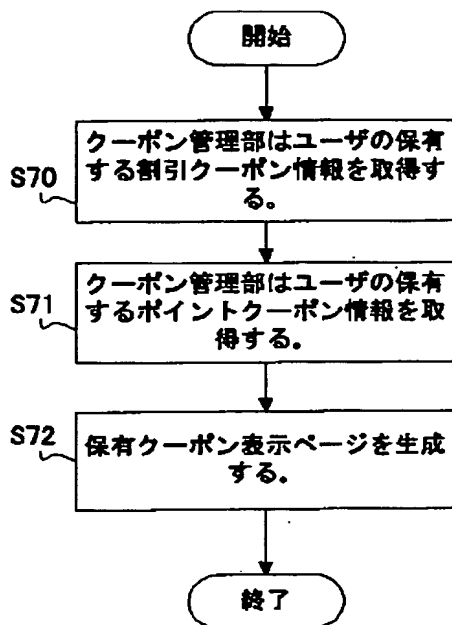 開始
クーポン管理部はユーザの保有
する割引クーポン情報を取得す
る。
S70
クーポン管理部はユーザの保有
するポイントクーポン情報を取
得する。
S71
保有クーポン表示ページを生成
する。
S72
終了